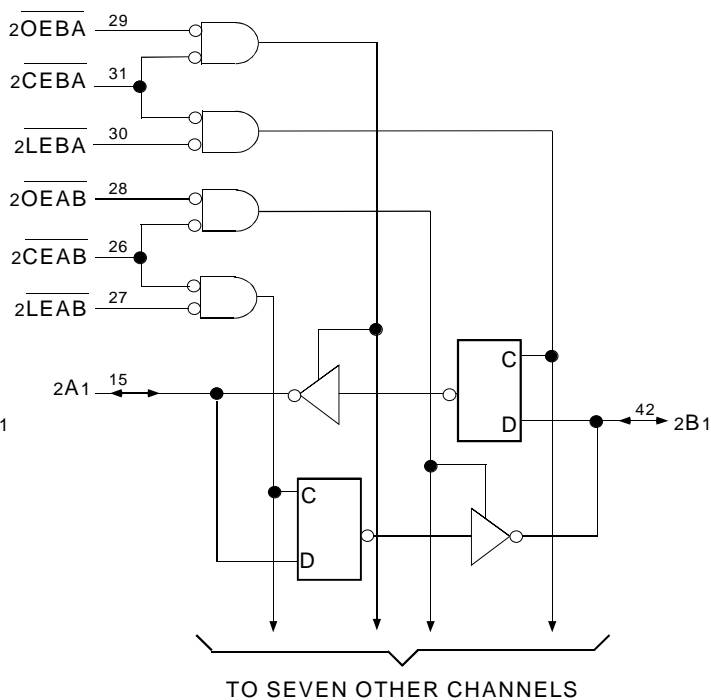 2OEBA 29
2CEBA 31
2LEBA 30
2OEAB 28
2CEAB 26
2LEAB 27
2A1 15
C
D
42 2B1
1
C
D
TO SEVEN OTHER CHANNELS